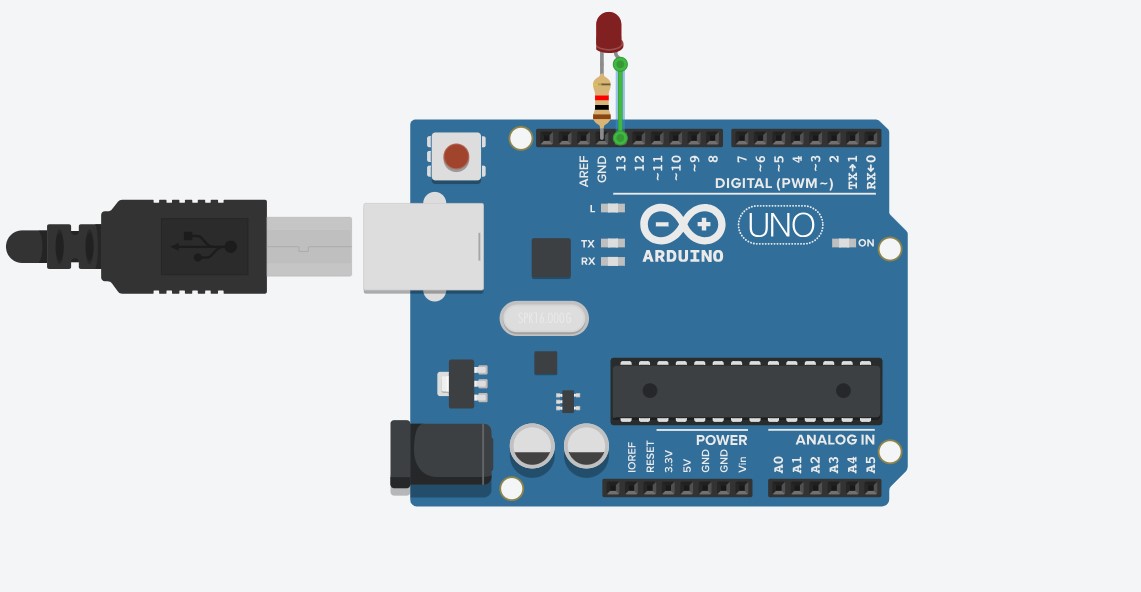 AREF
GND
13
12
~11
~10
~9
8
7
~6
~5
4
~3
2
TX→1
RX←0
DIGITAL (PWM~)
L
TX
RX
ARDUINO
UNO
ON
SPK16.000G
POWER
ANALOG IN
IOREF
RESET
3.3V
5V
GND
GND
Vin
A0
A1
A2
A3
A4
A5